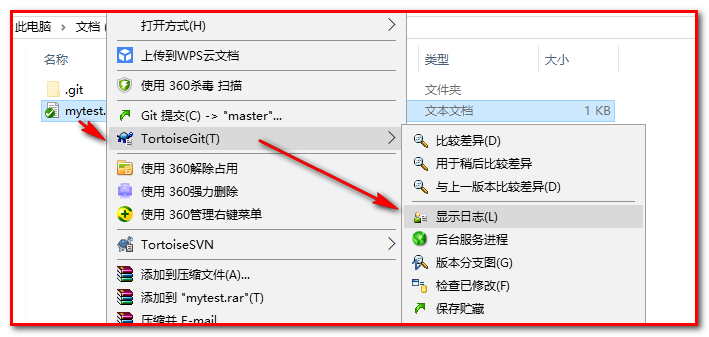 此电脑
文档 (
名称
.git
mytest.
打开方式(H)
上传到WPS云文档
使用 360杀毒 扫描
Git 提交(C) -> "master"...
TortoiseGit(T)
使用 360解除占用
使用 360强力删除
使用 360管理右键菜单
TortoiseSVN
添加到压缩文件(A)...
添加到 "mytest.rar"(T)
压缩并 E-mail
类型
大小
文件夹
文本文档
1 KB
比较差异(D)
用于稍后比较差异
与上一版本比较差异(D)
显示日志(L)
后台服务进程
版本分支图(G)
检查已修改(F)
保存贮藏